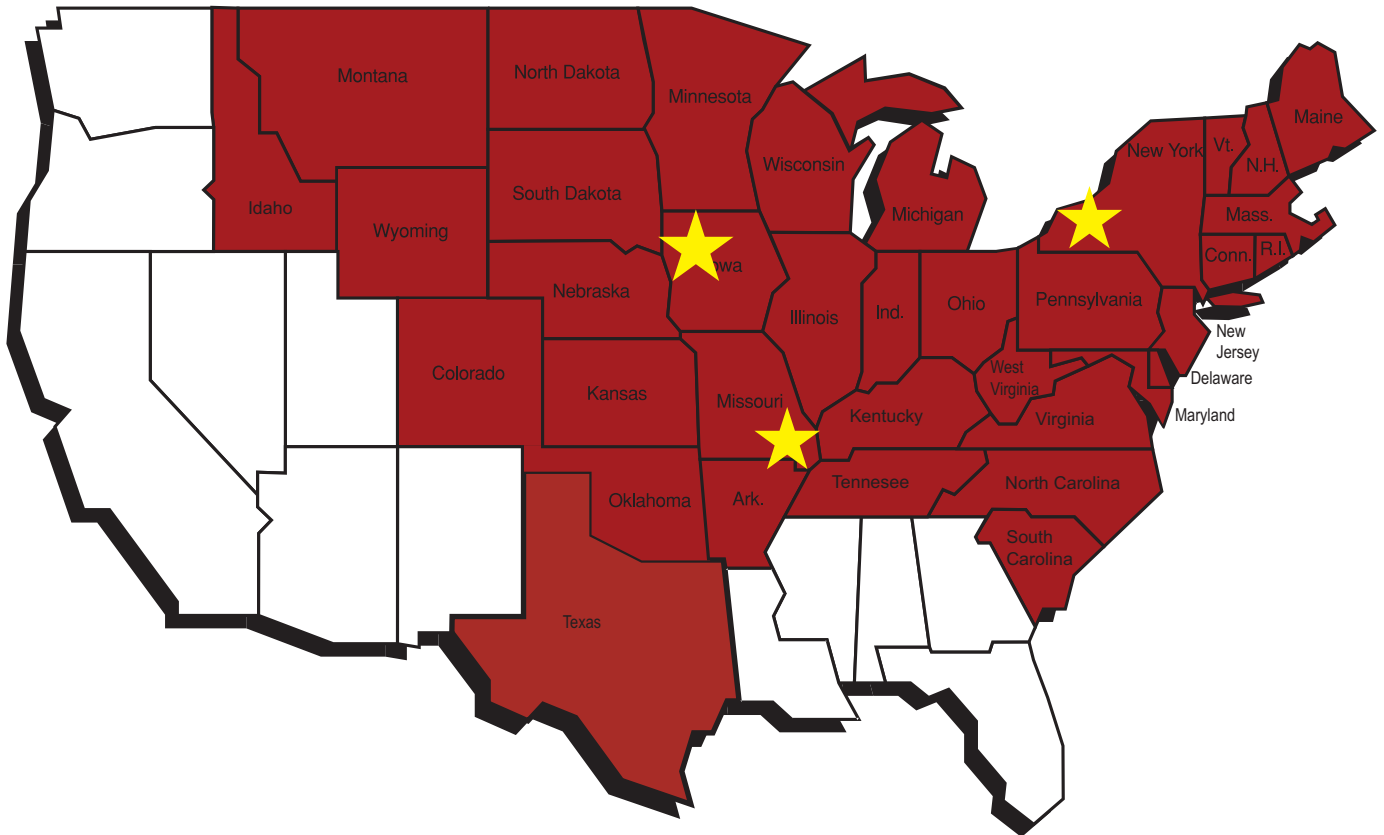 Montana
North Dakota
Minnesota
Maine
New York
Vt.
N.H.
Wisconsin
South Dakota
Idaho
Michigan
Mass.
Wyoming
owa
Conn.
R.I.
Nebraska
Pennsylvania
Illinois
Ind.
Ohio
New
Jersey
Colorado
West
Virginia
Delaware
Kansas
Missouri
Kentucky
Virginia
Maryland
Tennesee
North Carolina
Oklahoma
Ark.
South
Carolina
Texas